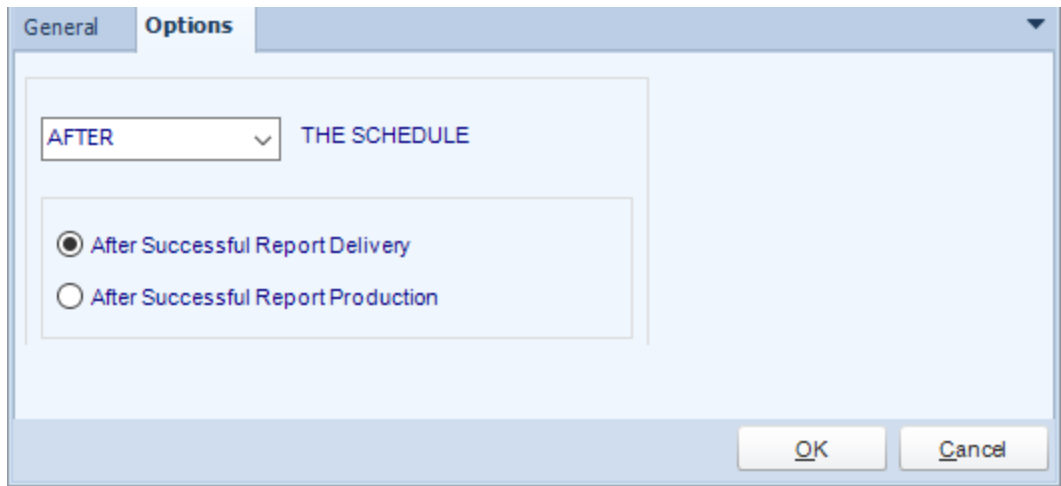 General Options
AFTER THE SCHEDULE
After Successful Report Delivery
After Successful Report Production
OK Cancel